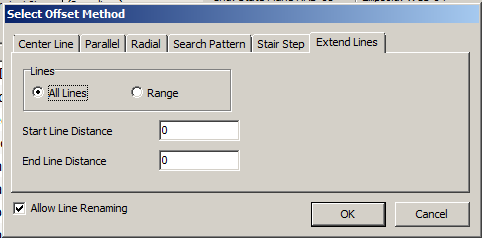 Select Offset Method
Center Line Parallel Radial Search Pattern Stair Step Extend Lines
Lines
All Lines Range
Start Line Distance 0
End Line Distance 0
Allow Line Renaming OK Cancel